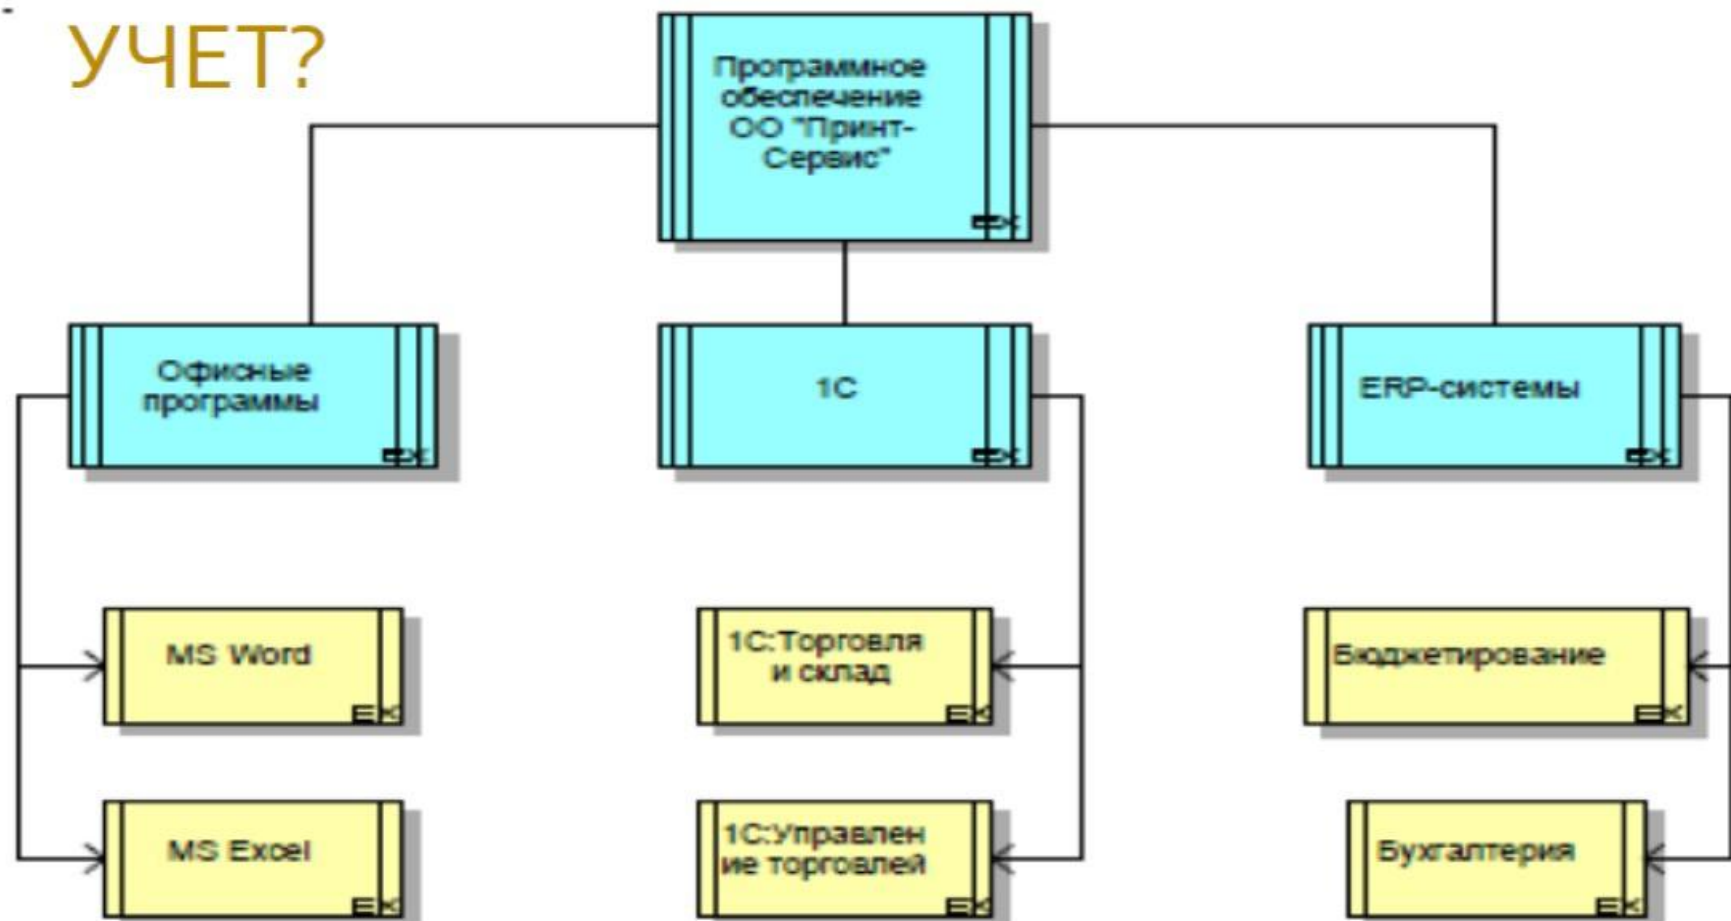 УЧЕТ?
Программное
обеспечение
ОО "Принт-
Сервис"
Офисные
программы
1С
ERP-системы
MS Word
1С:Торговля
и склад
Бюджетирование
MS Excel
1С:Управлен
ие торговлей
Бухгалтерия